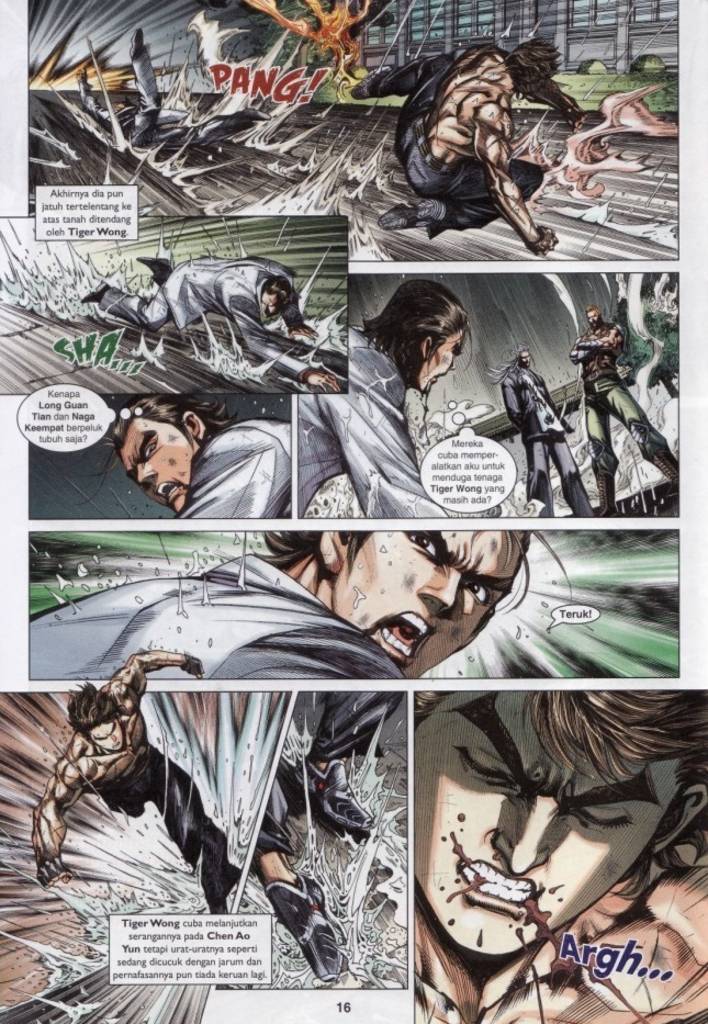 PANG!
Akhirnya dia pun
jatuh tertelentang ke
atas tanah ditendang
oleh Tiger Wong.
SHA...
Kenapa
Long Guan
Tian dan Naga
Keempat berpeluk
tubuh saja?
Mereka
cuba memper-
alatkan aku untuk
menduga tenaga
Tiger Wong yang
masih ada?
Teruk!
Tiger Wong cuba melanjutkan
serangannya pada Chen Ao
Yun tetapi urat-uratnya seperti
sedang dicucuk dengan jarum dan
pernafasannya pun tiada keruan lagi.
Argh...
16